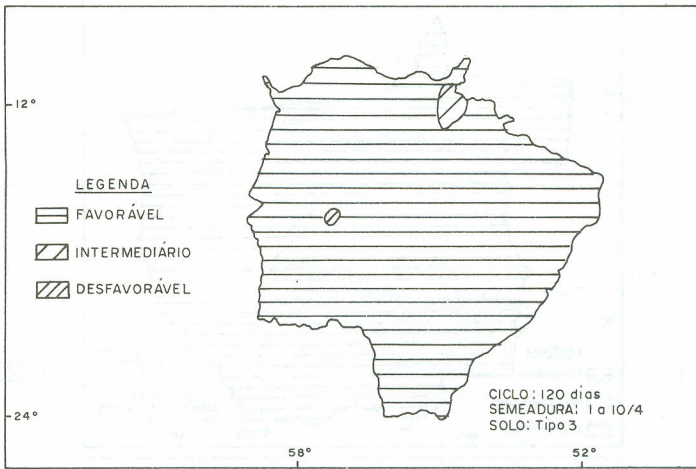 12°
LEGENDA
FAVORÁVEL
INTERMEDIÁRIO
DESFAVORÁVEL
CICLO: 120 dias
SEMEADURA: 1 a 10/4
SOLO: Tipo 3
24°
58°
52°